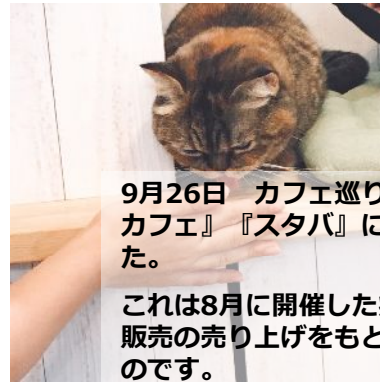 9月26日　カフェ巡り
カフェ』『スタバ』に
た。
これは8月に開催した
販売の売り上げをもと
のです。